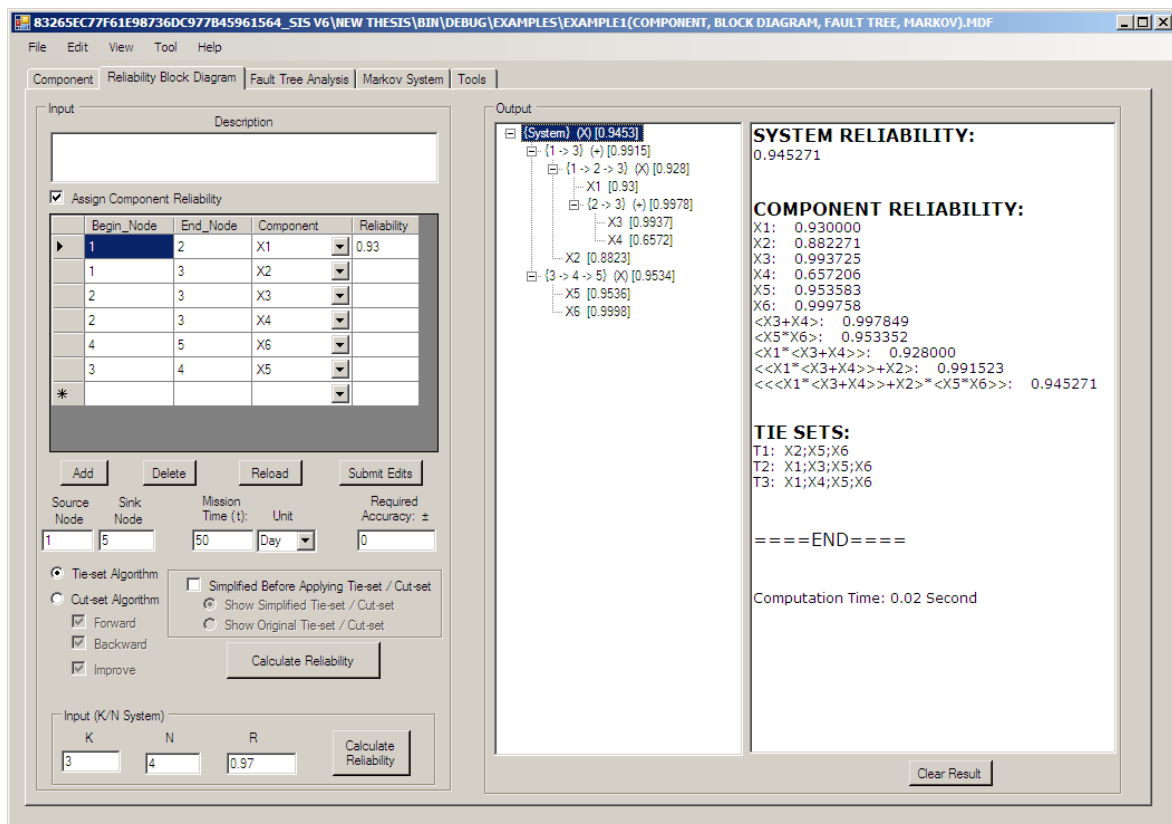 83265EC77F61E98736DC977B45961564_SIS V6\NEW THESIS\BIN\DEBUG\EXAMPLES\EXAMPLE1(COMPONENT, BLOCK DIAGRAM, FAULT TREE, MARKOV).MDF
File Edit View Tool Help
Component Reliability Block Diagram Fault Tree Analysis Markov System Tools
Input
Description
Assign Component Reliability
Begin_Node End_Node Component Reliability
1 2 X1 0.93
1 3 X2
2 3 X3
2 3 X4
4 5 X6
3 4 X5
*
Add Delete Reload Submit Edits
Source Node Sink Node Mission Time (t): Unit Required Accuracy: ±
1 5 50 Day 0
Tie-set Algorithm
Cut-set Algorithm
Forward
Backward
Improve
Simplified Before Applying Tie-set / Cut-set
Show Simplified Tie-set / Cut-set
Show Original Tie-set / Cut-set
Calculate Reliability
Input (K/N System)
K N R
3 4 0.97
Calculate Reliability
Output
{System} (X) [0.9453]
{1 -> 3} (+) [0.9915]
{1 -> 2 -> 3} (X) [0.928]
X1 [0.93]
{2 -> 3} (+) [0.9978]
X3 [0.9937]
X4 [0.6572]
X2 [0.8823]
{3 -> 4 -> 5} (X) [0.9534]
X5 [0.9536]
X6 [0.9998]
SYSTEM RELIABILITY:
0.945271
COMPONENT RELIABILITY:
X1: 0.930000
X2: 0.882271
X3: 0.993725
X4: 0.657206
X5: 0.953583
X6: 0.999758
<X3+X4>: 0.997849
<X5*X6>: 0.953352
<X1*<X3+X4>>: 0.928000
<<X1*<X3+X4>>+X2>: 0.991523
<<<X1*<X3+X4>>+X2>*<X5*X6>>: 0.945271
TIE SETS:
T1: X2;X5;X6
T2: X1;X3;X5;X6
T3: X1;X4;X5;X6
====END====
Computation Time: 0.02 Second
Clear Result